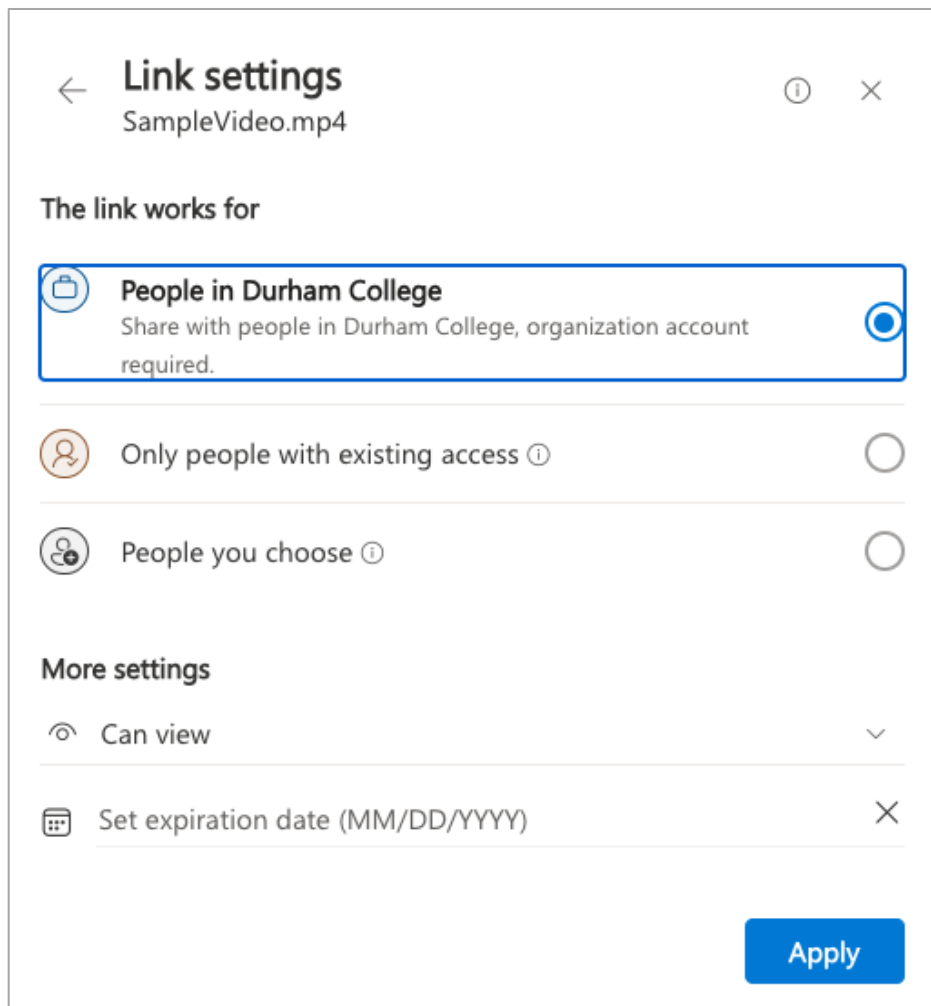 Link settings
SampleVideo.mp4
The link works for
People in Durham College
Share with people in Durham College, organization account
required.
Only people with existing access
People you choose
More settings
Can view
Set expiration date (MM/DD/YYYY)
Apply